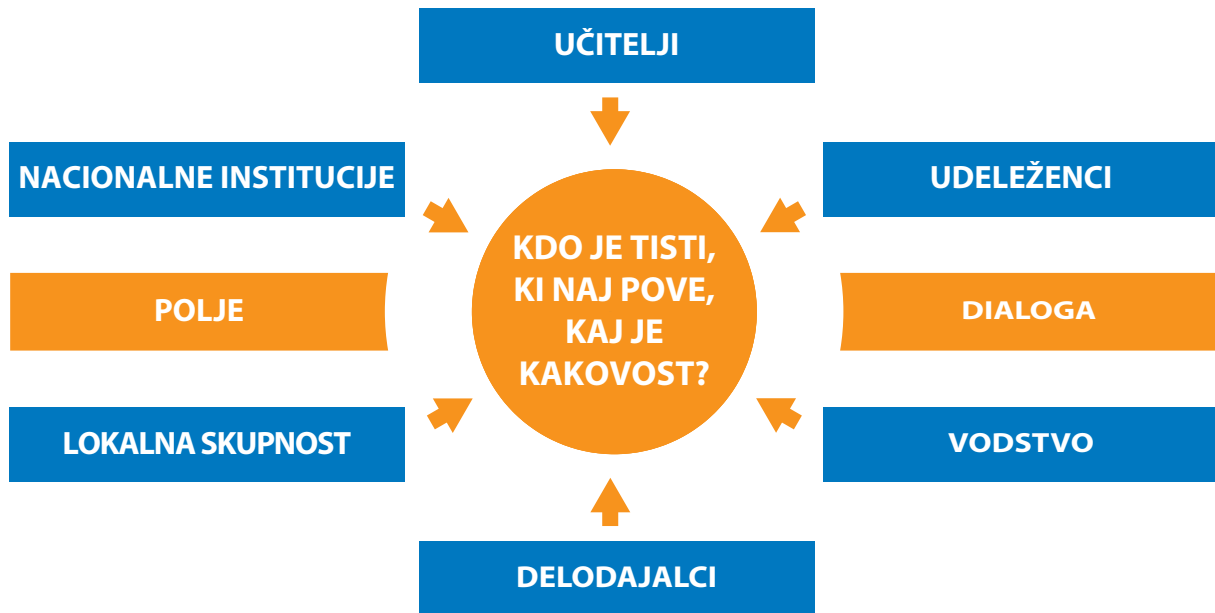 UČITELJI
NACIONALNE INSTITUCIJE
UDELEŽENCI
KDO JE TISTI,
KI NAJ POVE,
KAJ JE
KAKOVOST?
POLJE
DIALOGA
LOKALNA SKUPNOST
VODSTVO
DELODAJALCI